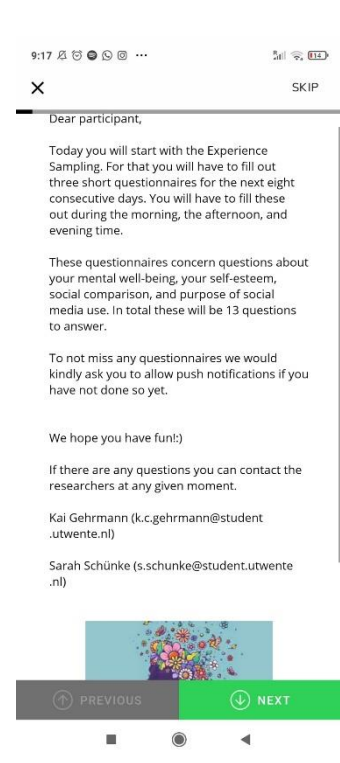 9:17
14
SKIP
Dear participant,
Today you will start with the Experience
Sampling. For that you will have to fill out
three short questionnaires for the next eight
consecutive days. You will have to fill these
out during the morning, the afternoon, and
evening time.
These questionnaires concern questions about
your mental well-being, your self-esteem,
social comparison, and purpose of social
media use. In total these will be 13 questions
to answer.
To not miss any questionnaires we would
kindly ask you to allow push notifications if you
have not done so yet.
We hope you have fun!:)
If there are any questions you can contact the
researchers at any given moment.
Kai Gehrmann (k.c.gehrmann@student
.utwente.nl)
Sarah Schünke (s.schunke@student.utwente
.nl)
PREVIOUS
NEXT